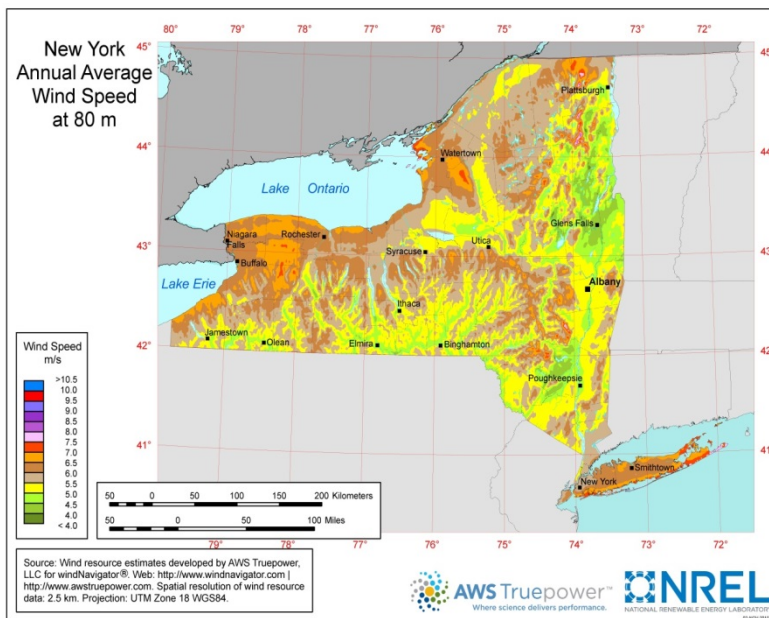 New York
Annual Average
Wind Speed
at 80 m
80° 79° 78° 77° 76° 75° 74° 73° 72°
45° 45°
44° 44°
43° 43°
42° 42°
41° 41°
79° 78° 77° 76° 75° 74° 73° 72°
Plattsburgh
Watertown
Lake Ontario
Glens Falls
Niagara
Falls
Rochester
Utica
Syracuse
Buffalo
Albany
Lake Erie
Ithaca
Jamestown
Olean
Elmira
Binghamton
Poughkeepsie
Smithtown
New York
Wind Speed
m/s
>10.5
10.0
9.5
9.0
8.5
8.0
7.5
7.0
6.5
6.0
5.5
5.0
4.5
4.0
< 4.0
50 0 50 100 150 200 Kilometers
50 0 50 100 Miles
Source: Wind resource estimates developed by AWS Truepower,
LLC for windNavigator®. Web: http://www.windnavigator.com |
http://www.awstruepower.com. Spatial resolution of wind resource
data: 2.5 km. Projection: UTM Zone 18 WGS84.
AWS Truepower™
Where science delivers performance.
NREL
NATIONAL RENEWABLE ENERGY LABORATORY